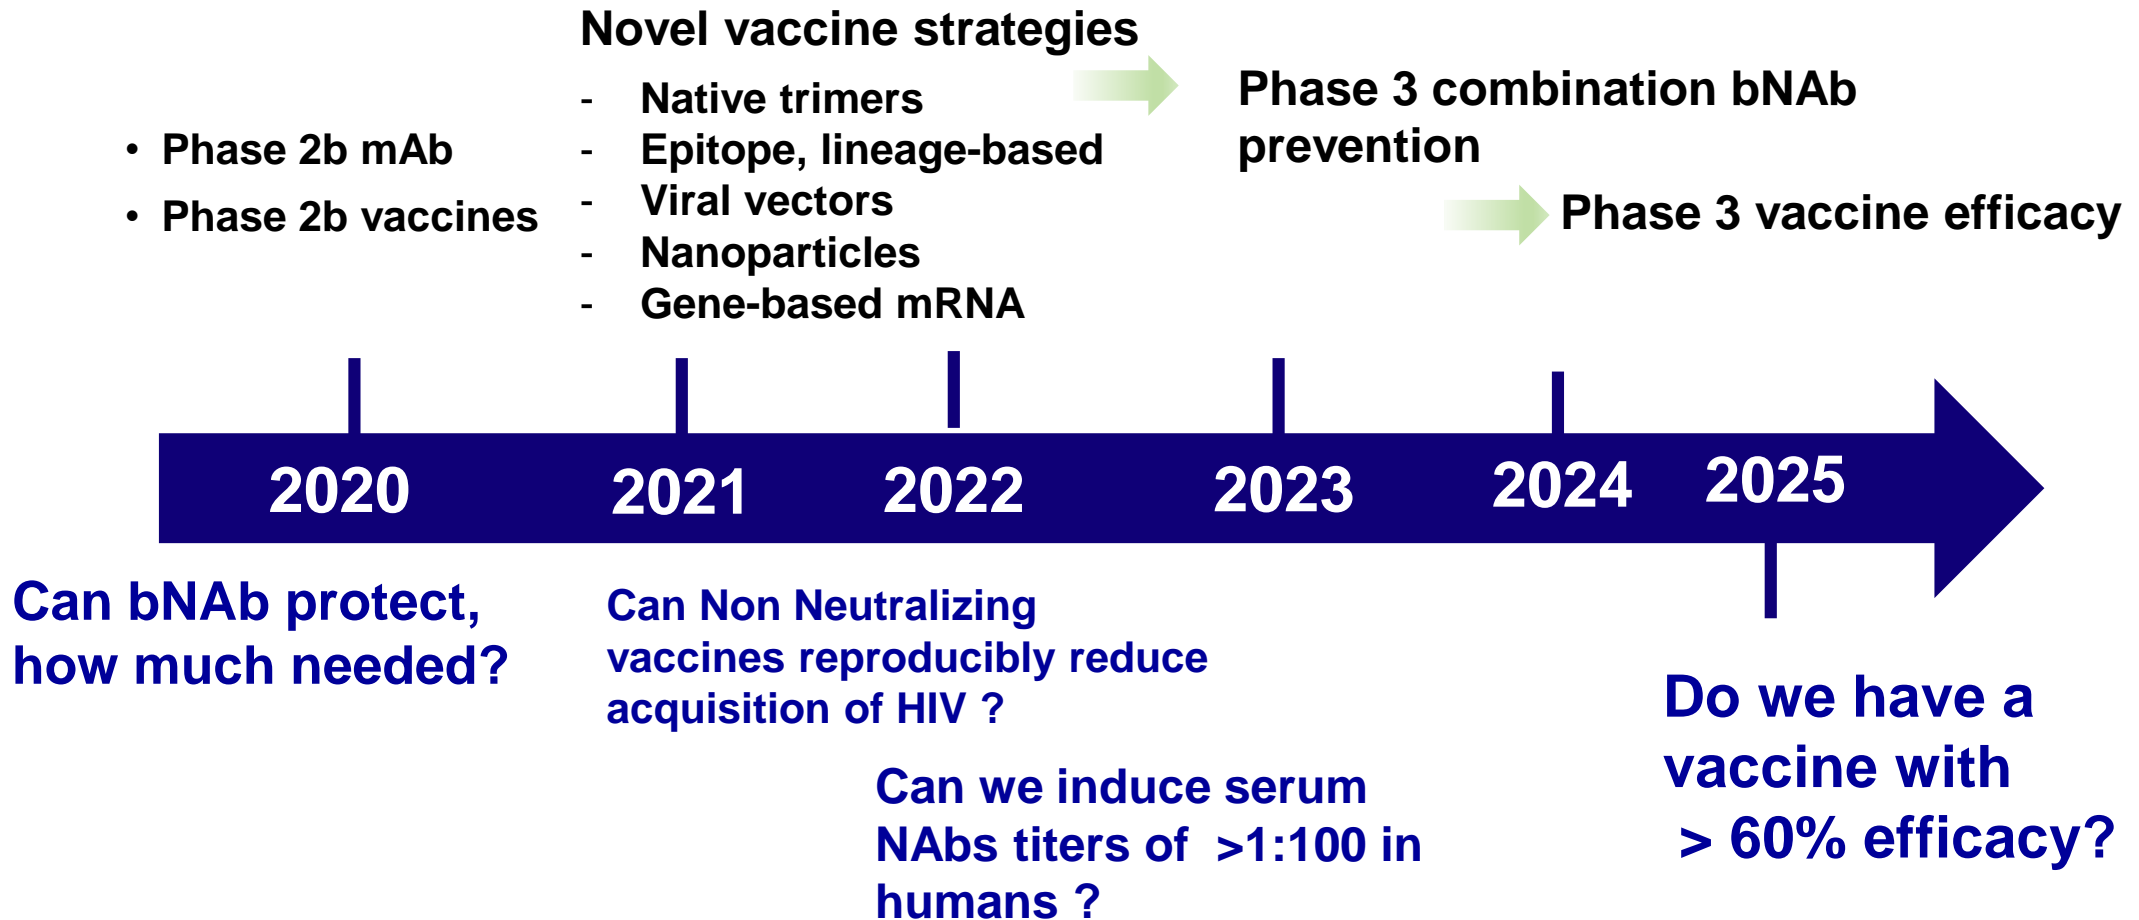 Novel vaccine strategies
- Native trimers
- Epitope, lineage-based
- Viral vectors
- Nanoparticles
- Gene-based mRNA
• Phase 2b mAb
• Phase 2b vaccines
Phase 3 combination bNAb
prevention
Phase 3 vaccine efficacy
2020
2021
2022
2023
2024
2025
Can bNAb protect,
how much needed?
Can Non Neutralizing
vaccines reproducibly reduce
acquisition of HIV ?
Can we induce serum
NAbs titers of >1:100 in
humans ?
Do we have a
vaccine with
> 60% efficacy?